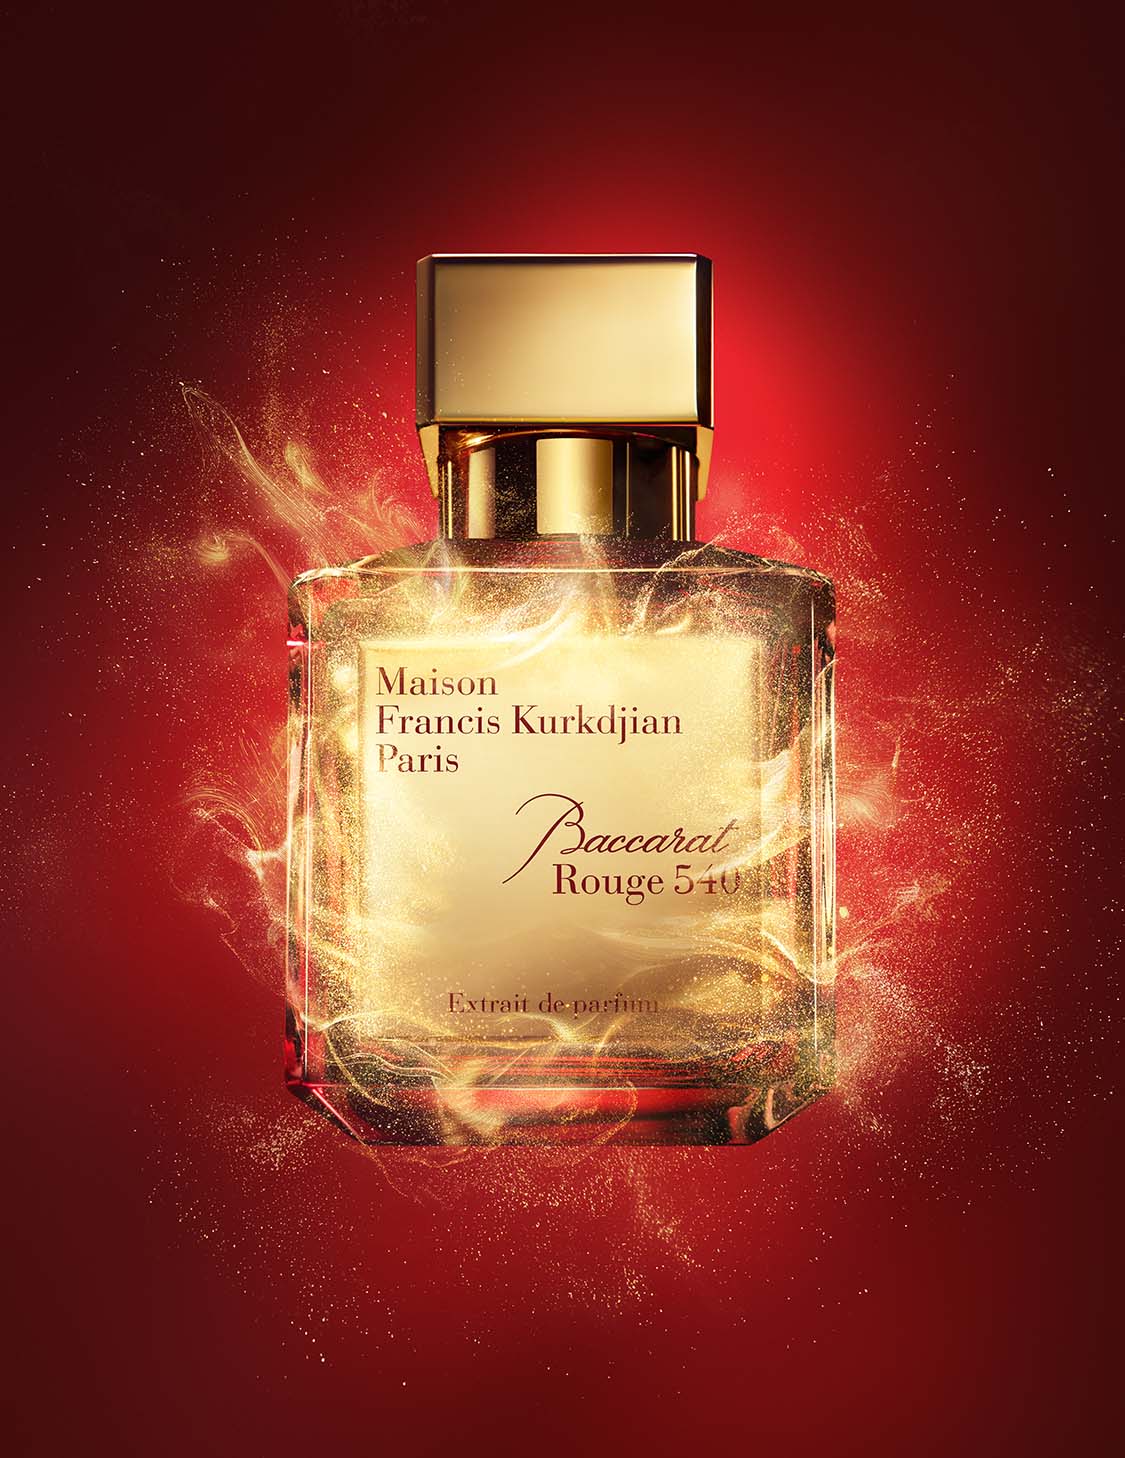 Maison
Francis Kurkdjian
Paris
Baccarat
Rouge 540
Extrait de parfum